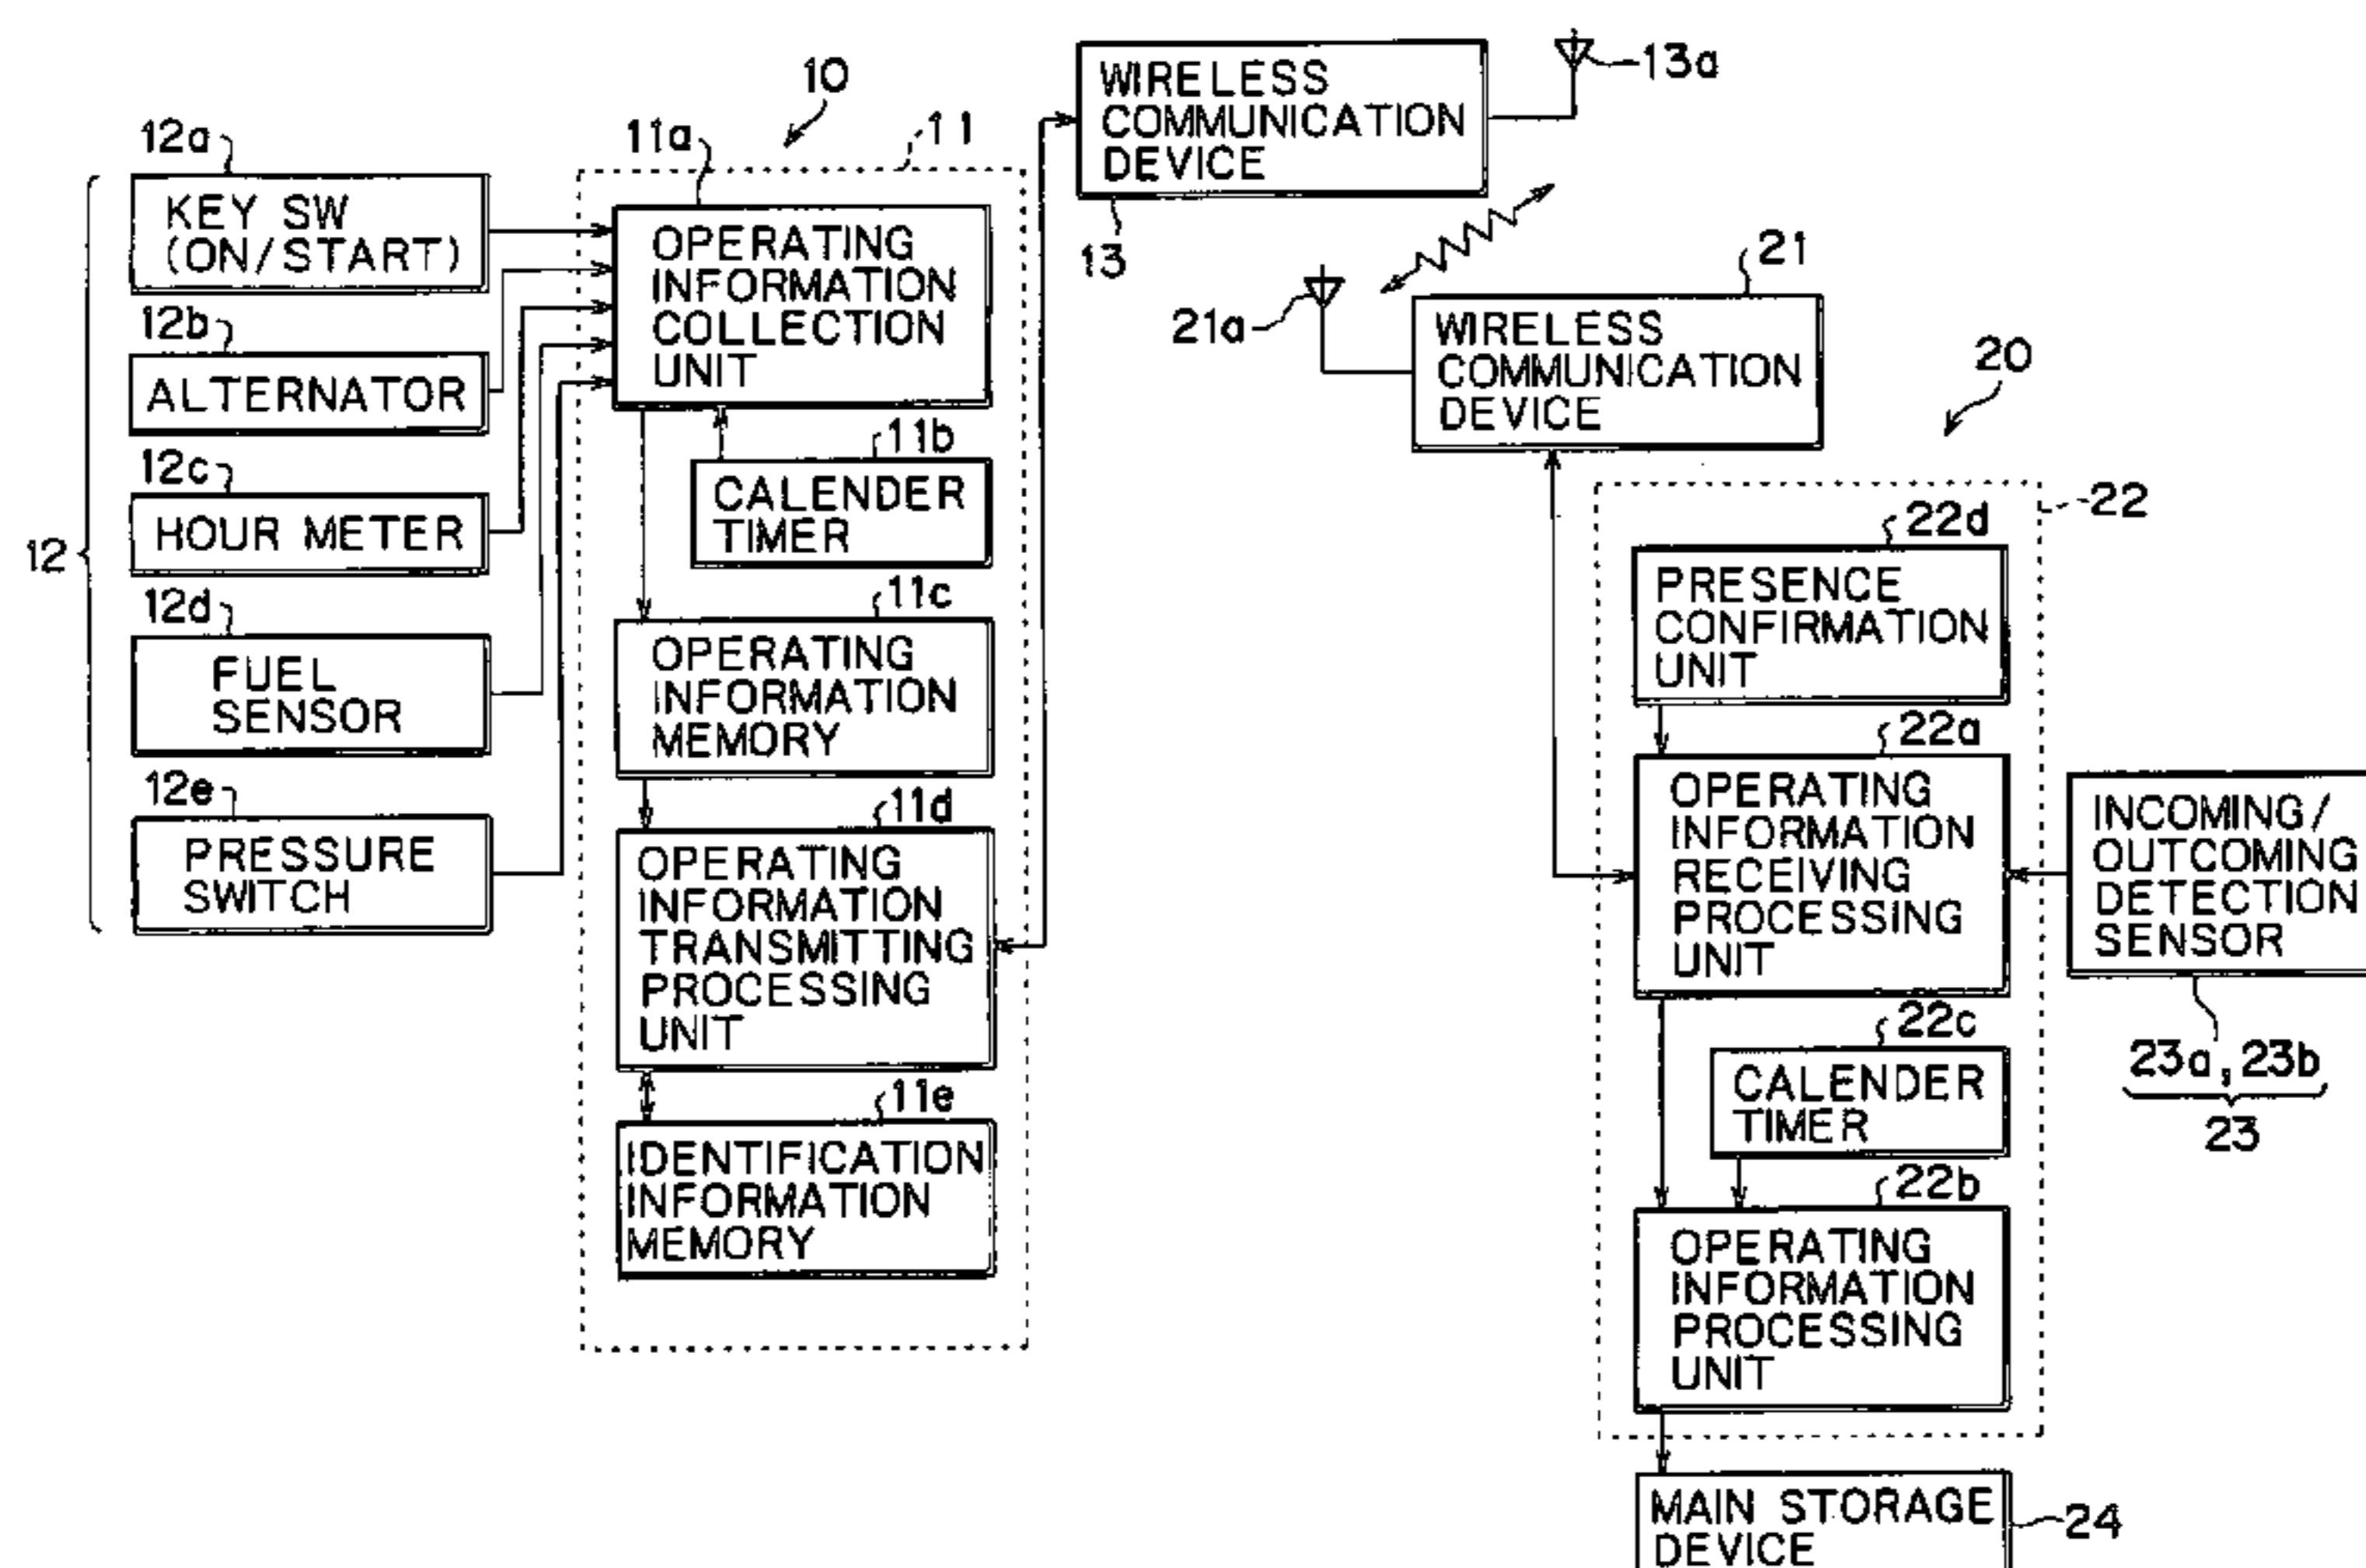 10
11
11a
12a
KEY SW
(ON/START)
12b
ALTERNATOR
12c
HOUR METER
12
12d
FUEL
SENSOR
12e
PRESSURE
SWITCH
OPERATING
INFORMATION
COLLECTION
UNIT
11b
CALENDER
TIMER
11c
OPERATING
INFORMATION
MEMORY
11d
OPERATING
INFORMATION
TRANSMITTING
PROCESSING
UNIT
11e
IDENTIFICATION
INFORMATION
MEMORY
WIRELESS
COMMUNICATION
DEVICE
13a
13
21a
21
WIRELESS
COMMUNICATION
DEVICE
20
22
22d
PRESENCE
CONFIRMATION
UNIT
22a
OPERATING
INFORMATION
RECEIVING
PROCESSING
UNIT
INCOMING/
OUTCOMING
DETECTION
SENSOR
23a, 23b
23
22c
CALENDER
TIMER
22b
OPERATING
INFORMATION
PROCESSING
UNIT
MAIN STORAGE
DEVICE
24